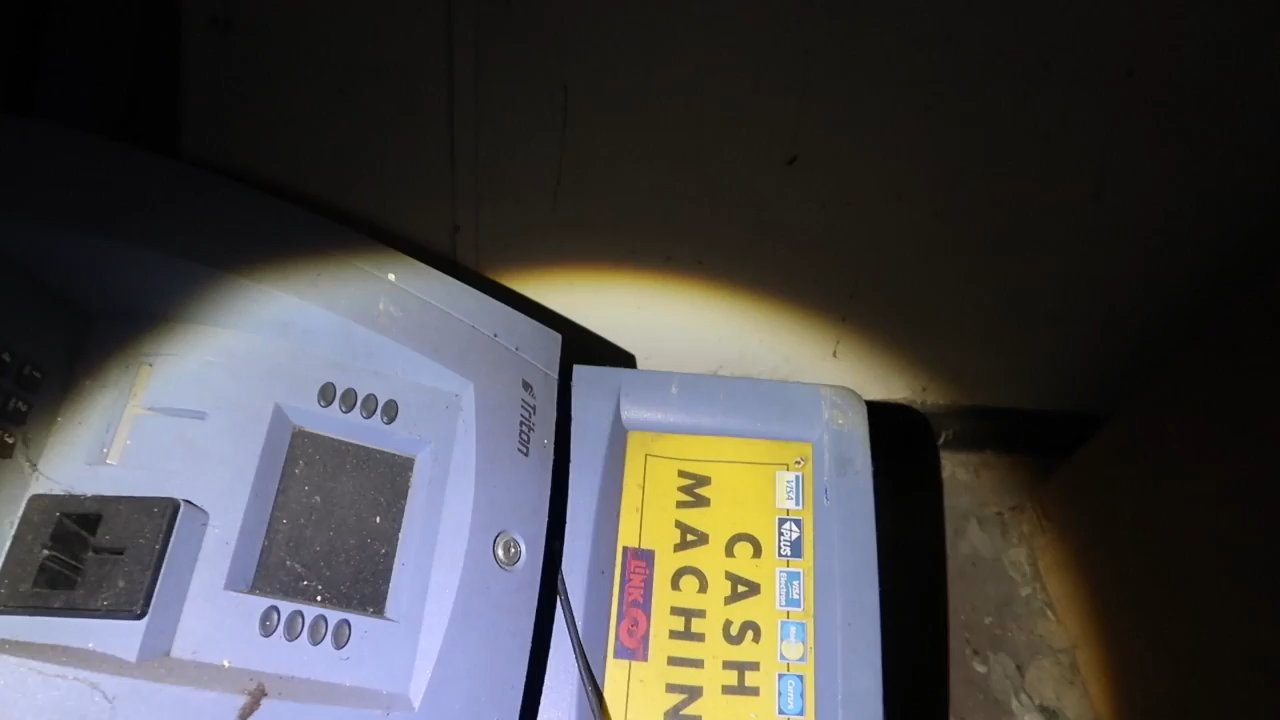 Triton
VISA
PLUS
VISA
Electron
Maestro
Cirrus
CASH
MACHIN
LINK